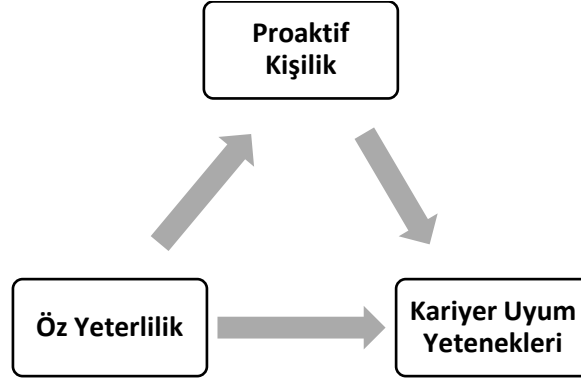 Proaktif
Kişilik
Öz Yeterlilik
Kariyer Uyum
Yetenekleri